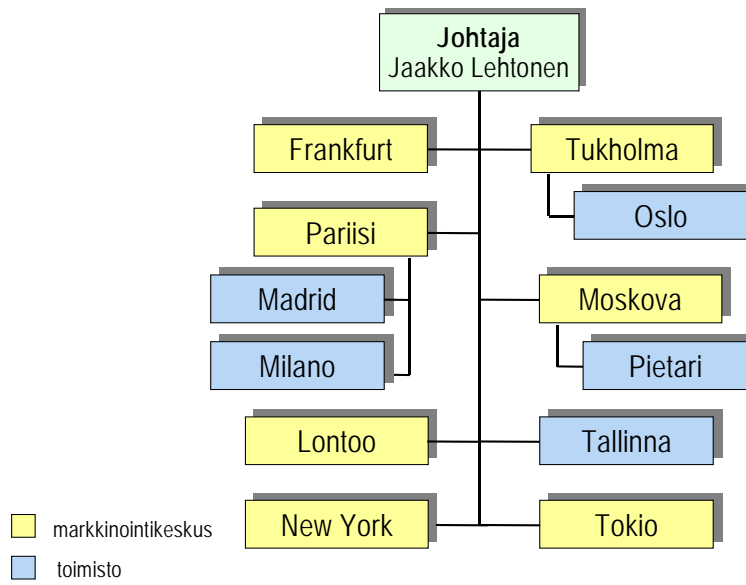 Johtaja
Jaakko Lehtonen
Frankfurt
Tukholma
Oslo
Pariisi
Madrid
Moskova
Milano
Pietari
Lontoo
Tallinna
New York
Tokio
markkinointikeskus
toimisto